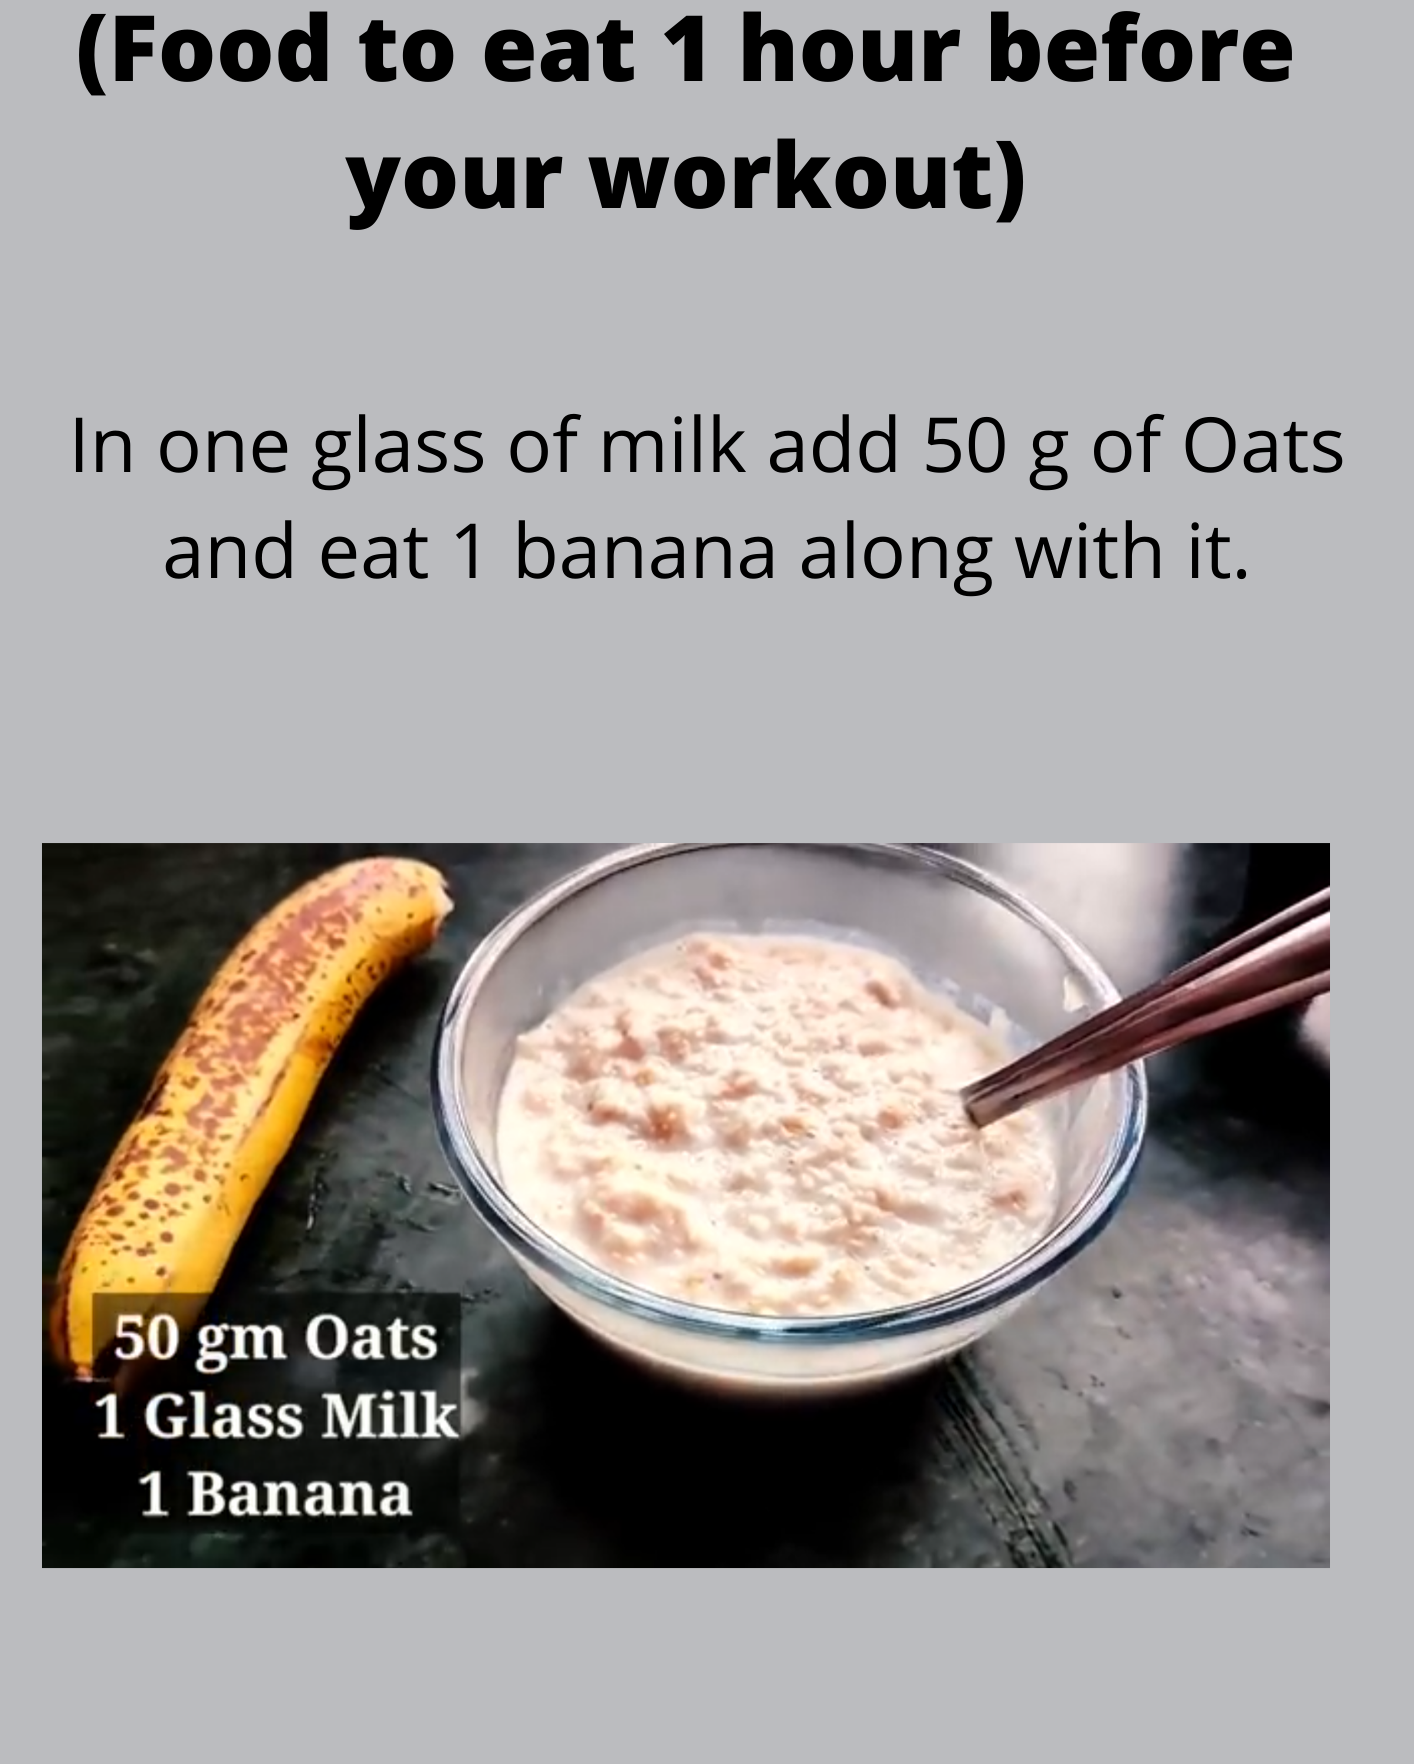 (Food to eat 1 hour before
your workout)
In one glass of milk add 50 g of Oats
and eat 1 banana along with it.
50 gm Oats
1 Glass Milk
1 Banana